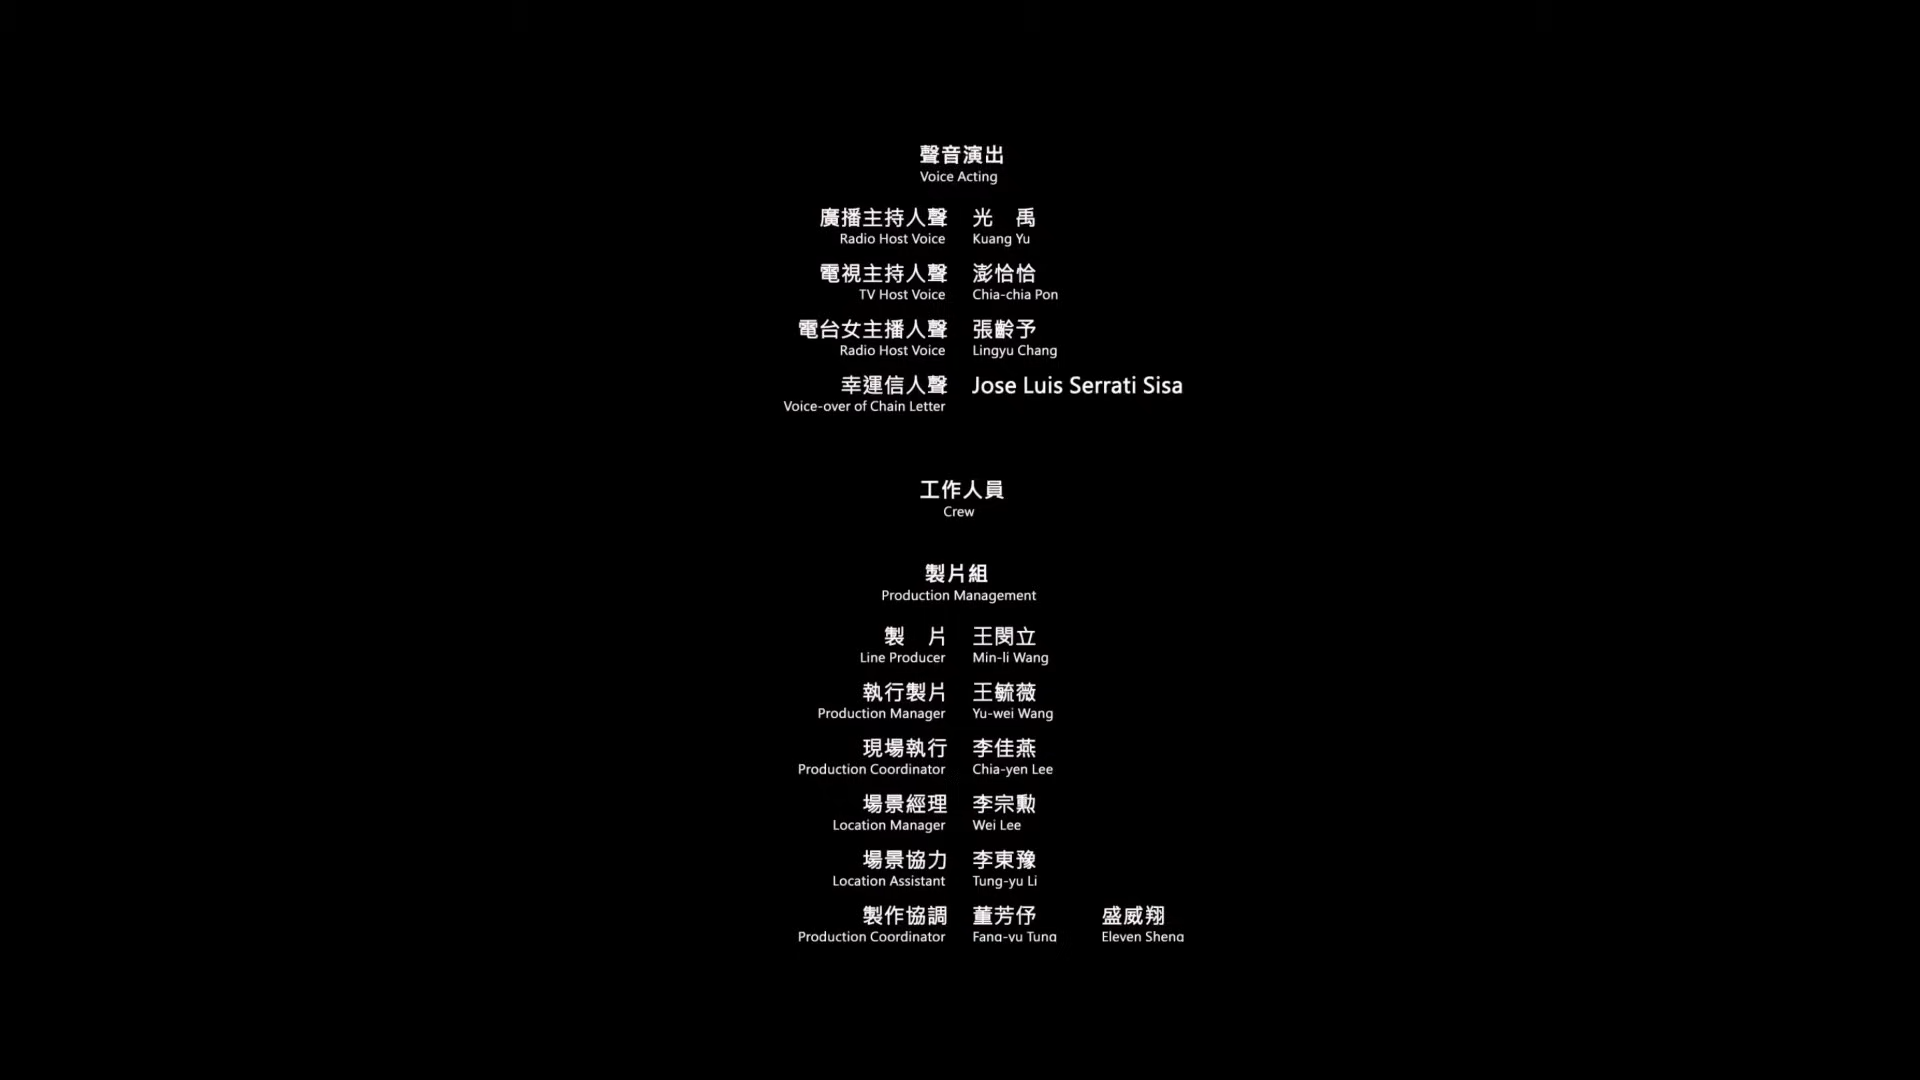 聲音演出
Voice Acting
廣播主持人聲 光 禹
Radio Host Voice Kuang Yu
電視主持人聲 澎恰恰
TV Host Voice Chia-chia Pon
電台女主播人聲 張齡予
Radio Host Voice Lingyu Chang
幸運信人聲 Jose Luis Serrati Sisa
Voice-over of Chain Letter
工作人員
Crew
製片組
Production Management
製 片 王閔立
Line Producer Min-li Wang
執行製片 王毓薇
Production Manager Yu-wei Wang
現場執行 李佳燕
Production Coordinator Chia-yen Lee
場景經理 李宗勲
Location Manager Wei Lee
場景協力 李東豫
Location Assistant Tung-yu Li
製作協調 董芳伃 盛威翔
Production Coordinator Fang-yu Tung Eleven Sheng